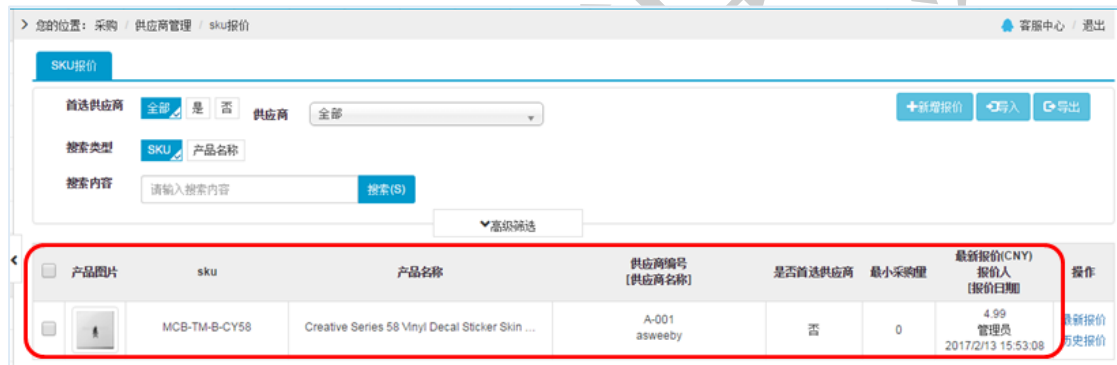 您的位置：采购 / 供应商管理 / sku报价
客服中心 / 退出
SKU报价
首选供应商 全部 是 否 供应商 全部
新增报价 导入 导出
搜索类型 SKU 产品名称
搜索内容 请输入搜索内容 搜索(S)
高级筛选
产品图片 sku 产品名称 供应商编号 是否首选供应商 最小采购量 最新报价(CNY) 操作
[供应商名称] 报价人
[报价日期]
MCB-TM-B-CY58 Creative Series 58 Vinyl Decal Sticker Skin ... A-001 否 0 4.99 最新报价
asweeby 管理员 历史报价
2017/2/13 15:53:08